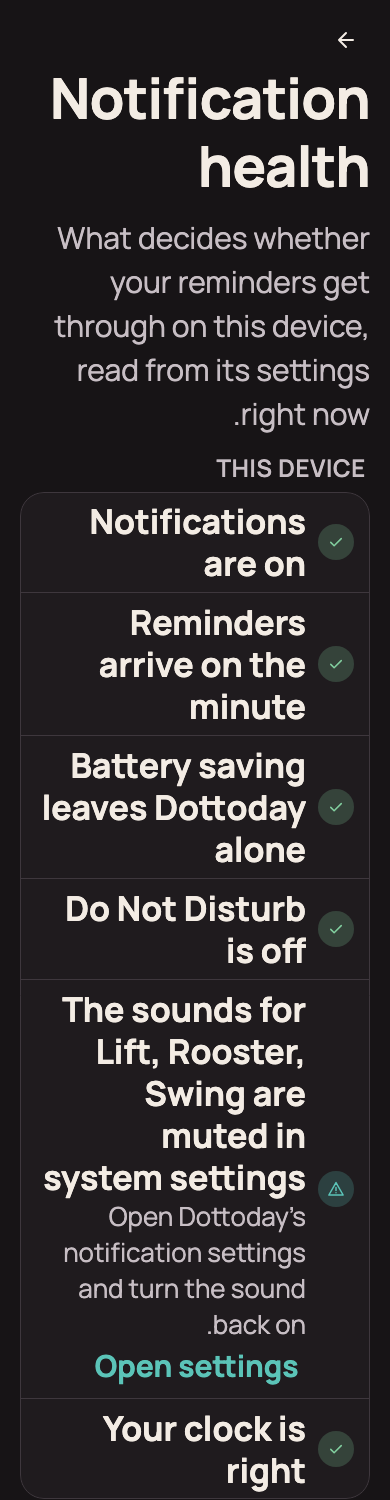 Notification
health
What decides whether
your reminders get
through on this device,
read from its settings
.right now
THIS DEVICE
Notifications
are on
Reminders
arrive on the
minute
Battery saving
leaves Dottoday
alone
Do Not Disturb
is off
The sounds for
Lift, Rooster,
Swing are
muted in
system settings
Open Dottoday's
notification settings
and turn the sound
.back on
Open settings
Your clock is
right